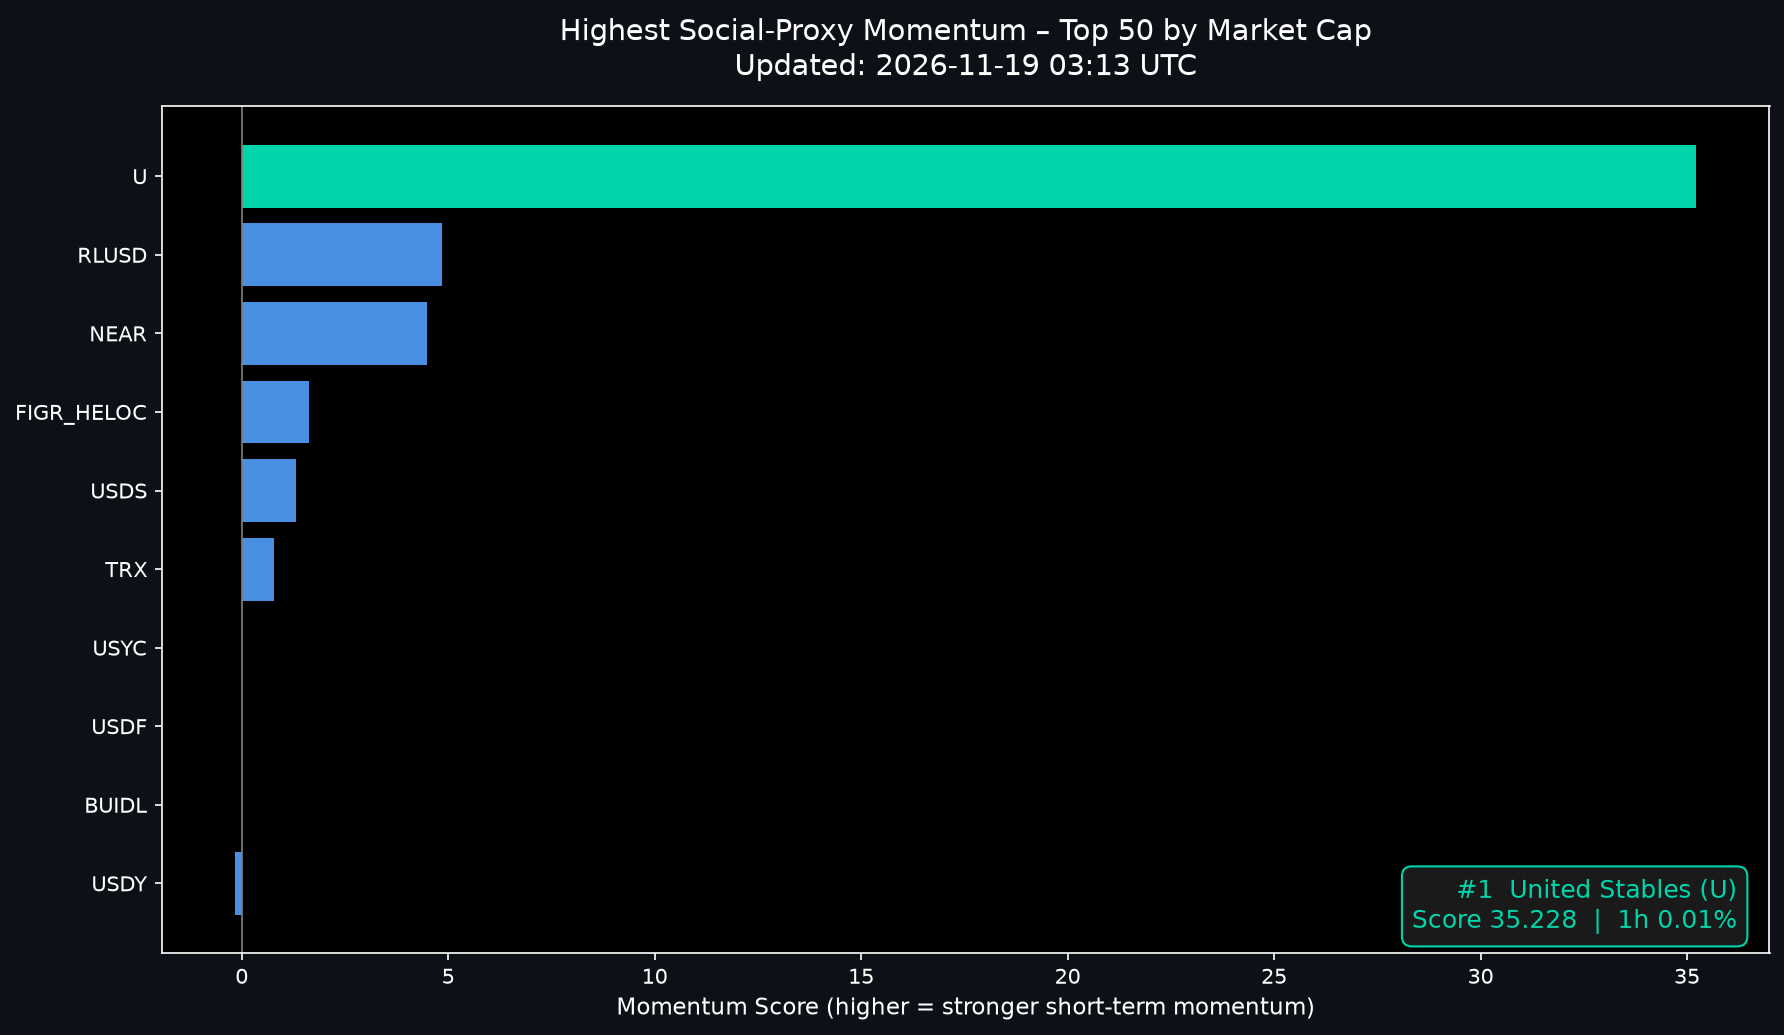 Highest Social-Proxy Momentum – Top 50 by Market Cap
Updated: 2026-11-19 03:13 UTC
U
RLUSD
NEAR
FIGR_HELOC
USDS
TRX
USYC
USDF
BUIDL
USDY
#1  United Stables (U)
Score 35.228  |  1h 0.01%
0 5 10 15 20 25 30 35
Momentum Score (higher = stronger short-term momentum)